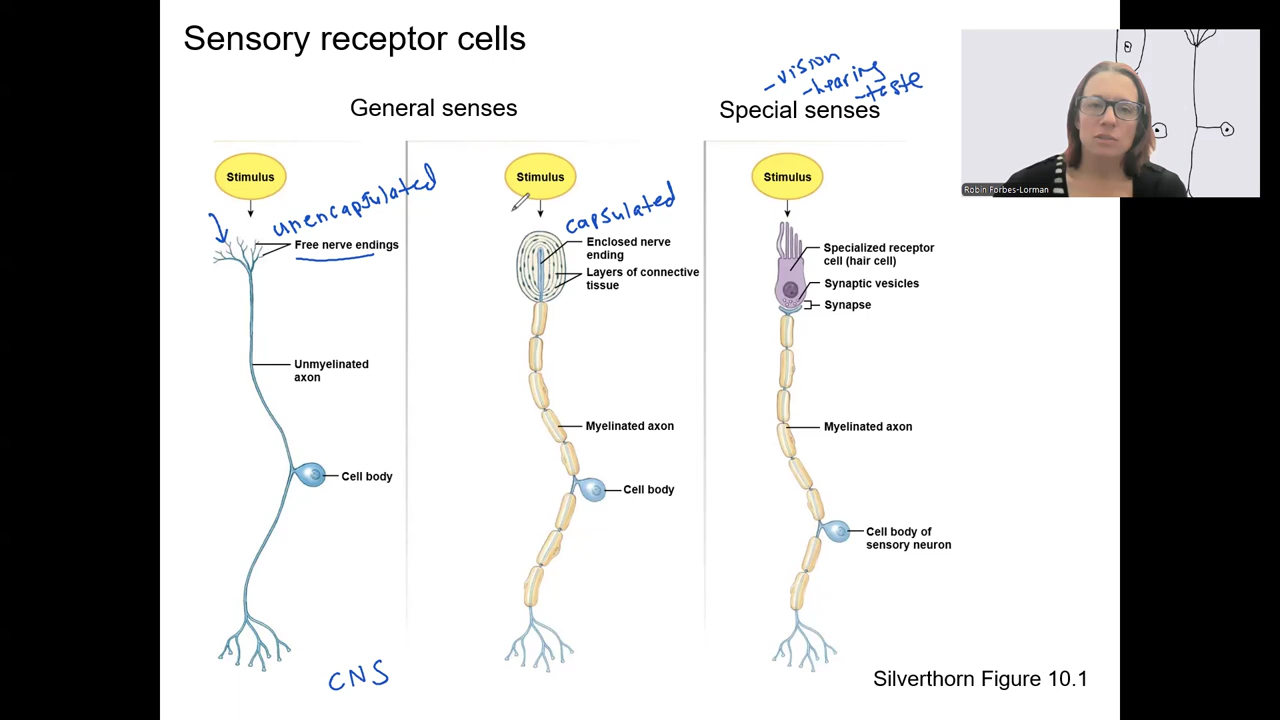 Sensory receptor cells
-vision
-hearing
-taste
General senses
Special senses
Robin Forbes-Lorman
Stimulus
unencapsulated
Free nerve endings
Unmyelinated
axon
Cell body
CNS
Stimulus
capsulated
Enclosed nerve
ending
Layers of connective
tissue
Myelinated axon
Cell body
Stimulus
Specialized receptor
cell (hair cell)
Synaptic vesicles
Synapse
Myelinated axon
Cell body of
sensory neuron
Silverthorn Figure 10.1